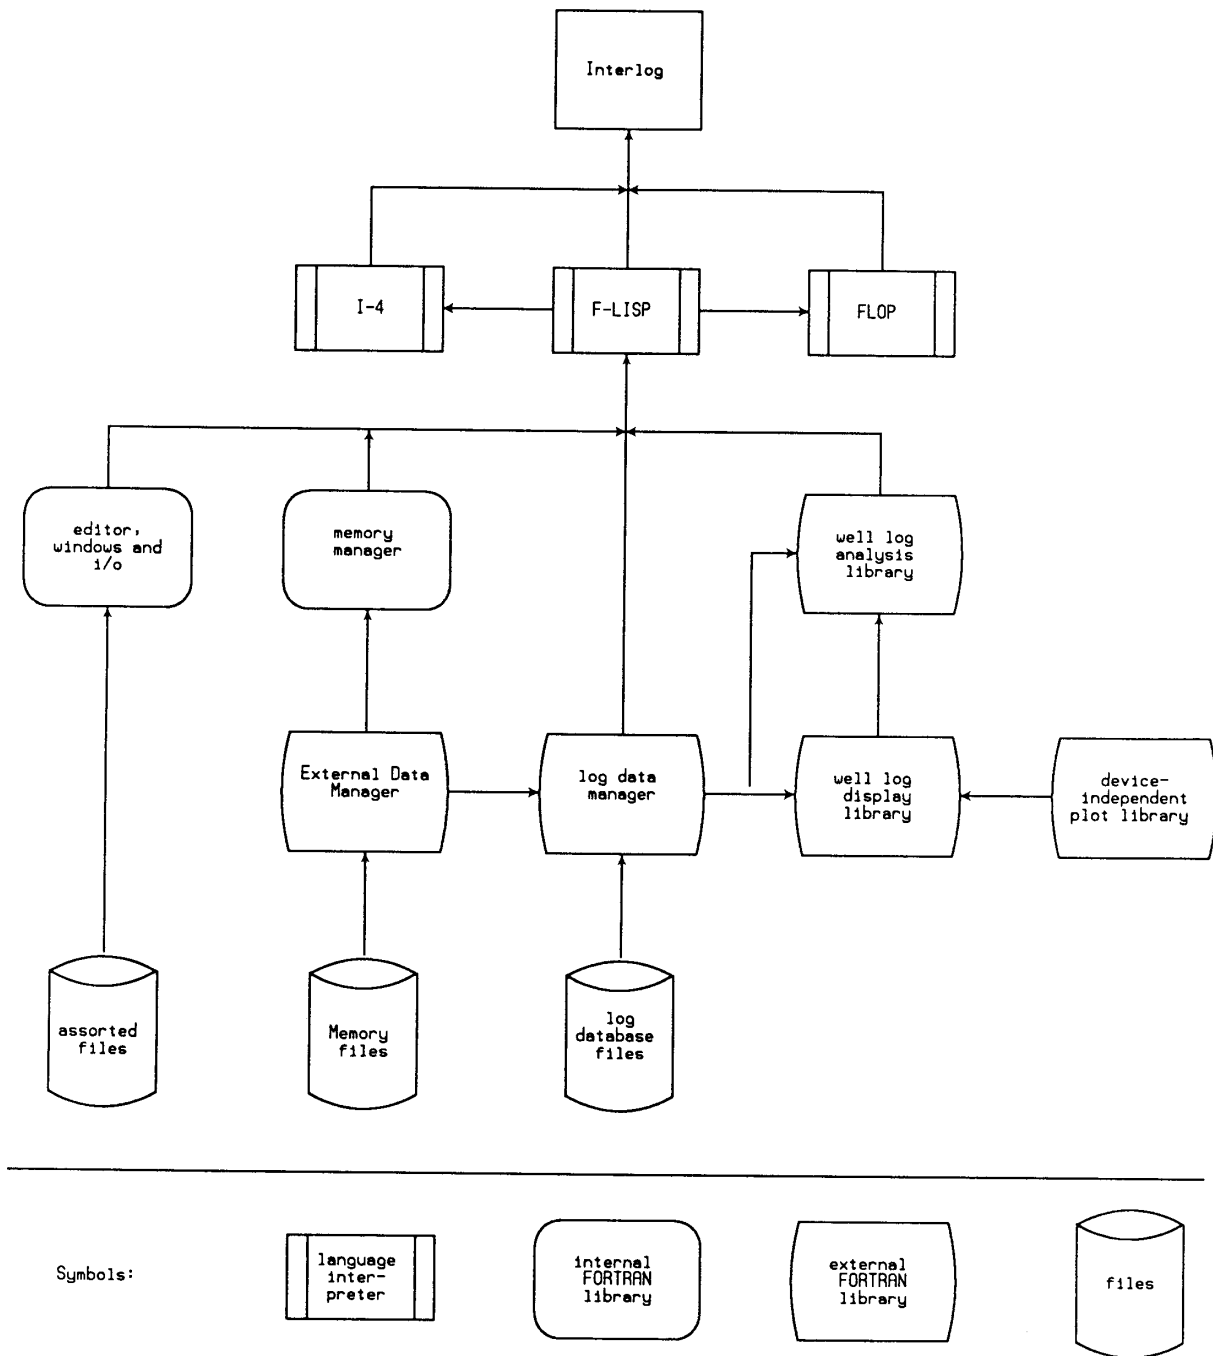 Interlog
I-4
F-LISP
FLOP
editor,
windows and
i/o
memory
manager
well log
analysis
library
External Data
Manager
log data
manager
well log
display
library
device-
independent
plot library
assorted
files
Memory
files
log
database
files
Symbols:
language
inter-
preter
internal
FORTRAN
library
external
FORTRAN
library
files